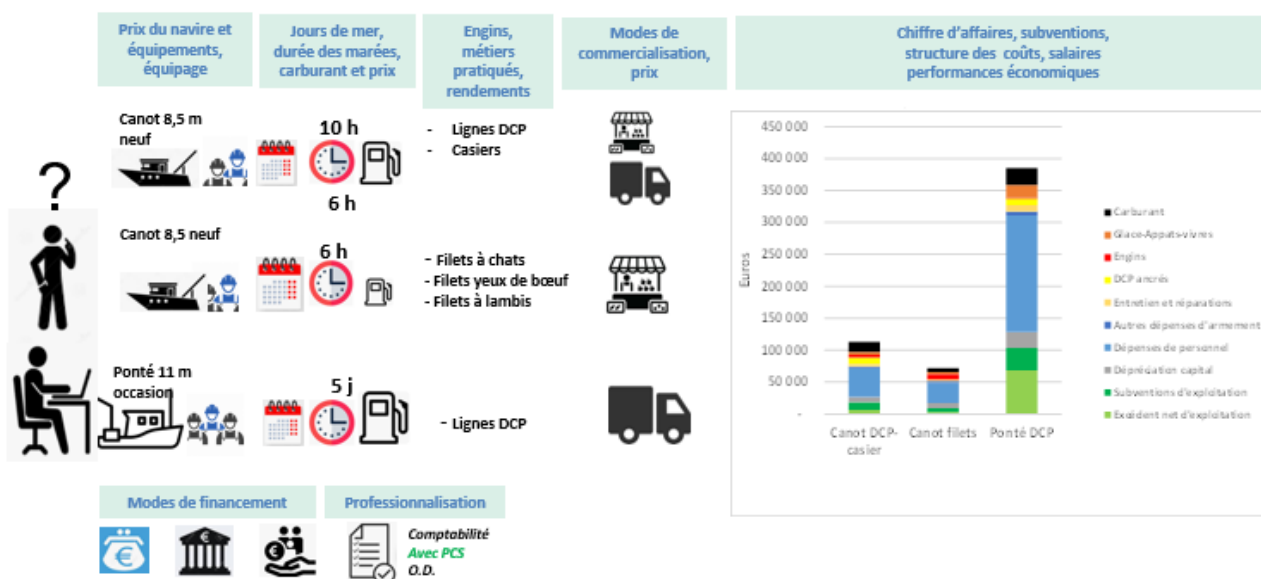 Prix du navire et
équipements,
équipage
Jours de mer,
durée des marées,
carburant et prix
Engins,
métiers
pratiqués,
rendements
Modes de
commercialisation,
prix
Chiffre d'affaires, subventions,
structure des coûts, salaires
performances économiques
?
Canot 8,5 m
neuf
10 h
6 h
- Lignes DCP
- Casiers
Canot 8,5 neuf
6 h
- Filets à chats
- Filets yeux de bœuf
- Filets à lambis
Ponté 11 m
occasion
5 j
- Lignes DCP
Euros
450 000
400 000
350 000
300 000
250 000
200 000
150 000
100 000
50 000
-
Canot DCP-
casier
Canot filets
Ponté DCP
Carburant
Glace-Appats-vivres
Engins
DCP ancrés
Entretien et réparations
Autres dépenses d'armement
Dépenses de personnel
Dépréciation capital
Subventions d'exploitation
Excédent net d'exploitation
Modes de financement
Professionnalisation
€
€
€
Comptabilité
Avec PCS
O.D.